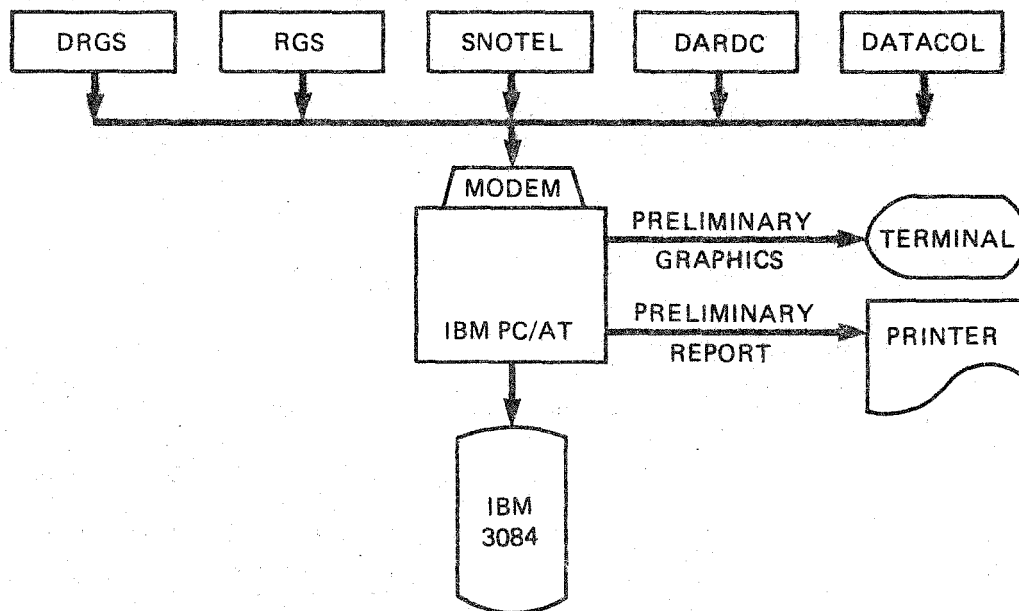 DRGS
RGS
SNOTEL
DARDC
DATACOL
MODEM
PRELIMINARY
GRAPHICS
TERMINAL
IBM PC/AT
PRELIMINARY
REPORT
PRINTER
IBM
3084